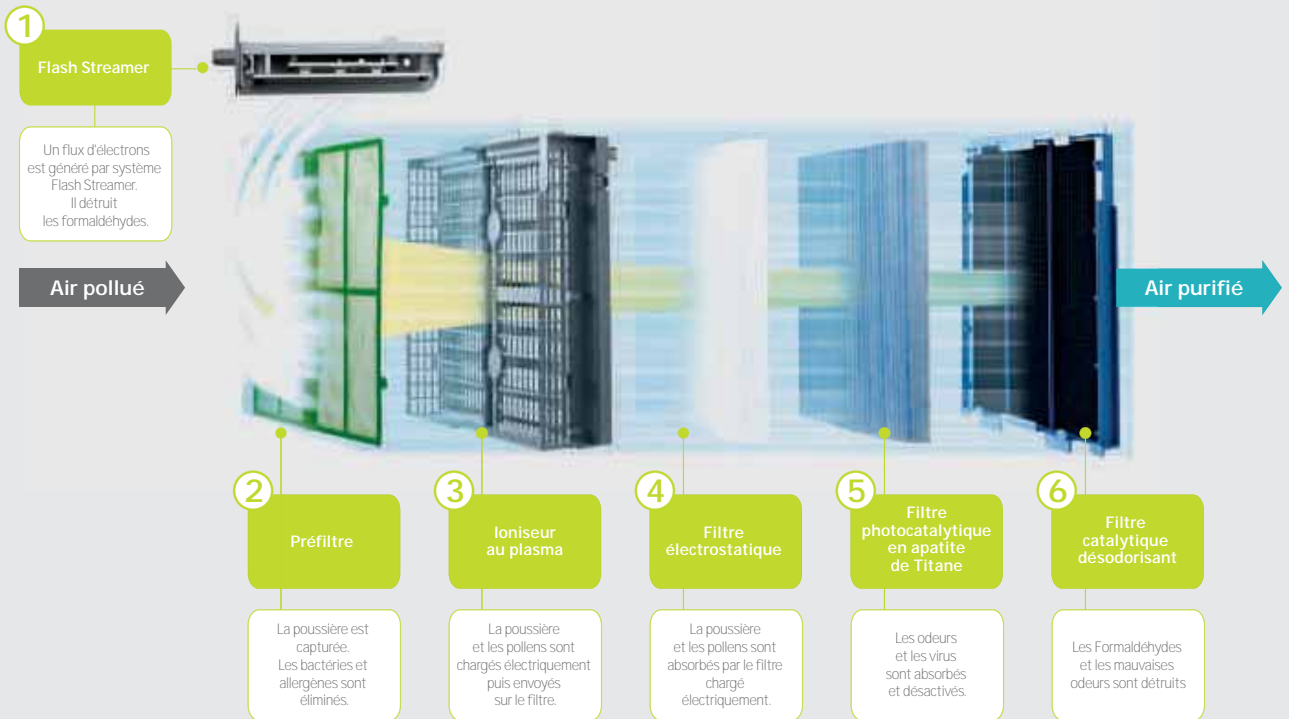 1
Flash Streamer
Un flux d'électrons
est généré par système
Flash Streamer.
Il détruit
les formaldéhydes.
Air pollué
Air purifié
2
Préfiltre
La poussière est
capturée.
Les bactéries et
allergènes sont
éliminés.
3
Ioniseur
au plasma
La poussière
et les pollens sont
chargés électriquement
puis envoyés
sur le filtre.
4
Filtre
électrostatique
La poussière
et les pollens sont
absorbés par le filtre
chargé
électriquement.
5
Filtre
photocatalytique
en apatite
de Titane
Les odeurs
et les virus
sont absorbés
et désactivés.
6
Filtre
catalytique
désodorisant
Les Formaldéhydes
et les mauvaises
odeurs sont détruits